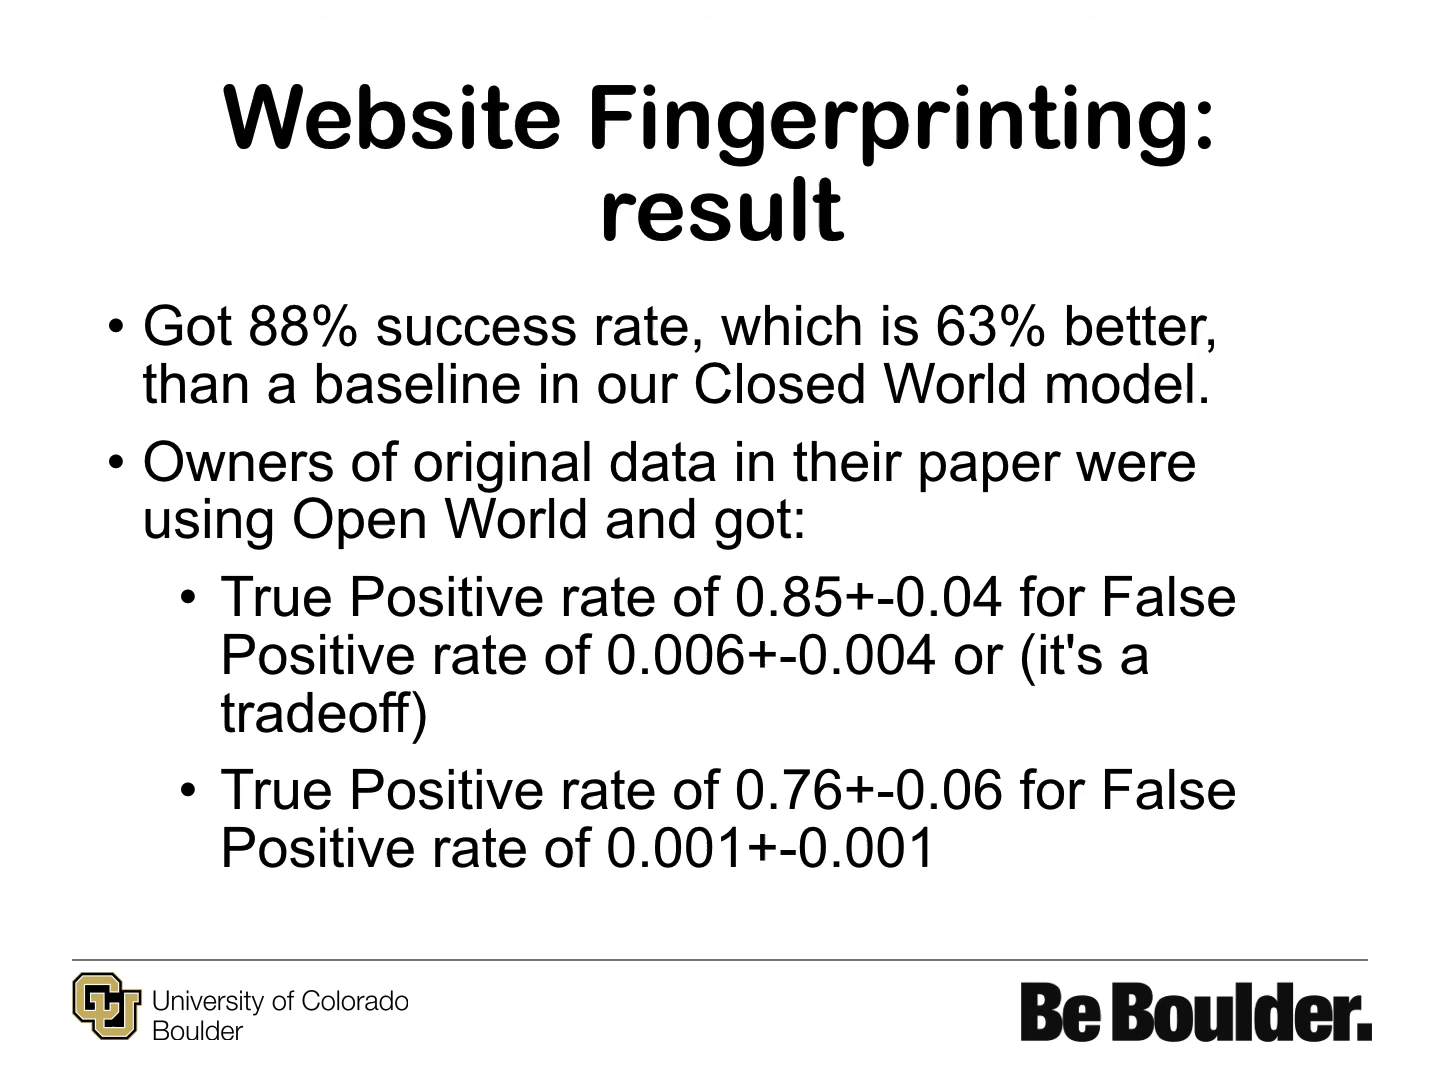 Website Fingerprinting:
result
• Got 88% success rate, which is 63% better,
than a baseline in our Closed World model.
• Owners of original data in their paper were
using Open World and got:
• True Positive rate of 0.85+-0.04 for False
Positive rate of 0.006+-0.004 or (it's a
tradeoff)
• True Positive rate of 0.76+-0.06 for False
Positive rate of 0.001+-0.001
CU
University of Colorado
Boulder
Be Boulder.